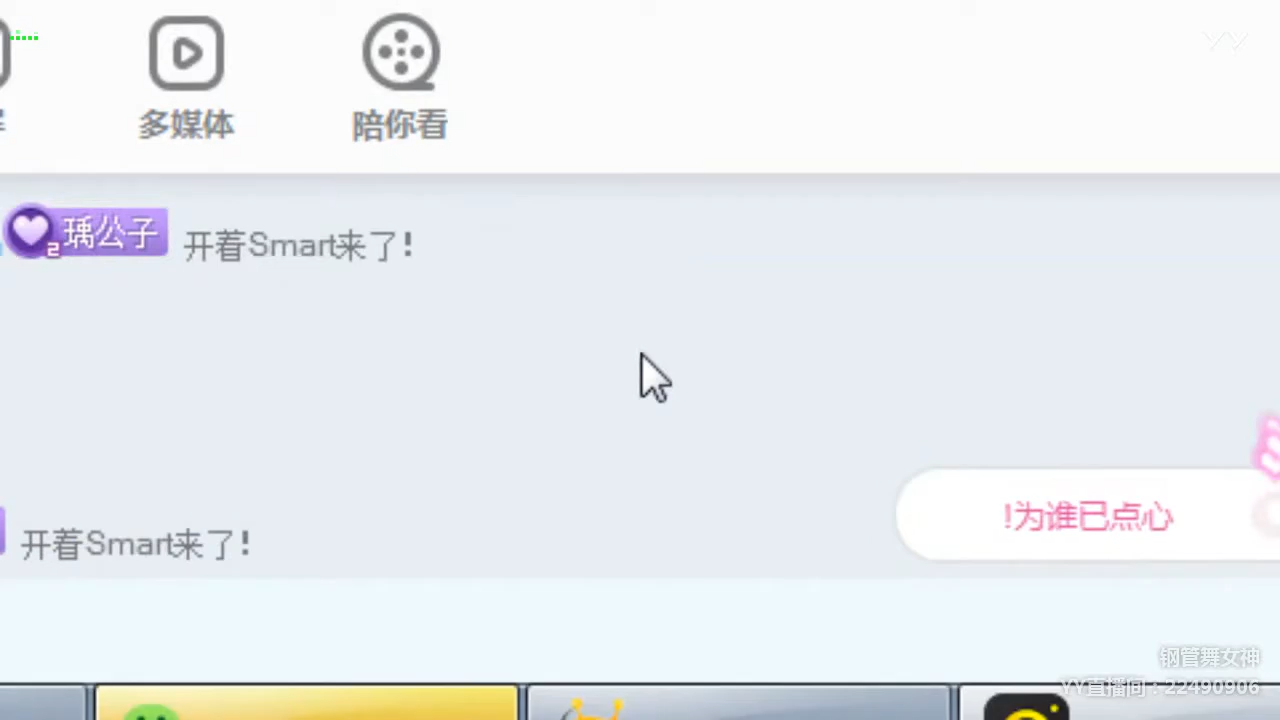 多媒体
陪你看
YY
2 瑀公子 开着Smart来了!
!为谁已点心
开着Smart来了!
钢管舞女神
YY直播间:22490906